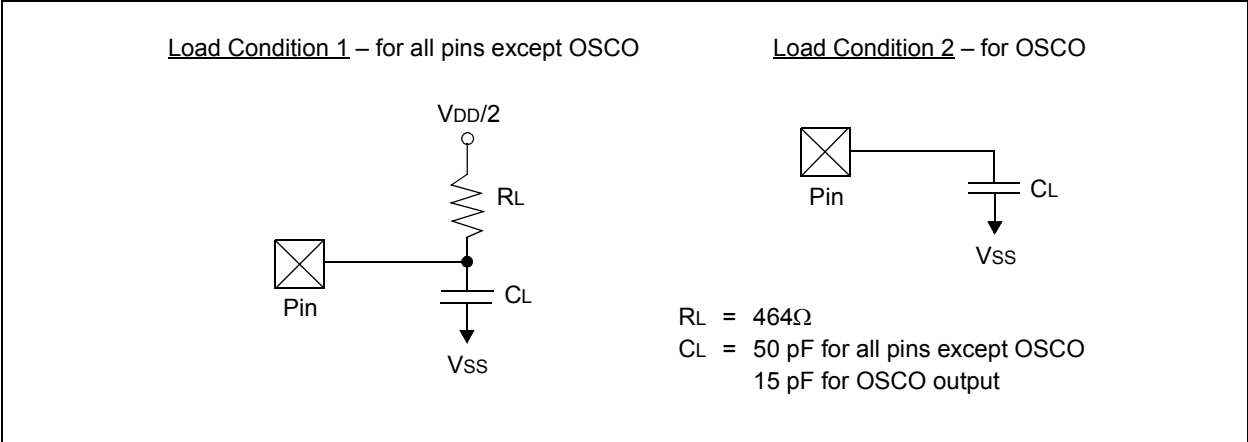 Load Condition 1 – for all pins except OSCO
VDD/2
RL
Pin
CL
VSS
Load Condition 2 – for OSCO
Pin
CL
VSS
RL = 464Ω
CL = 50 pF for all pins except OSCO
15 pF for OSCO output